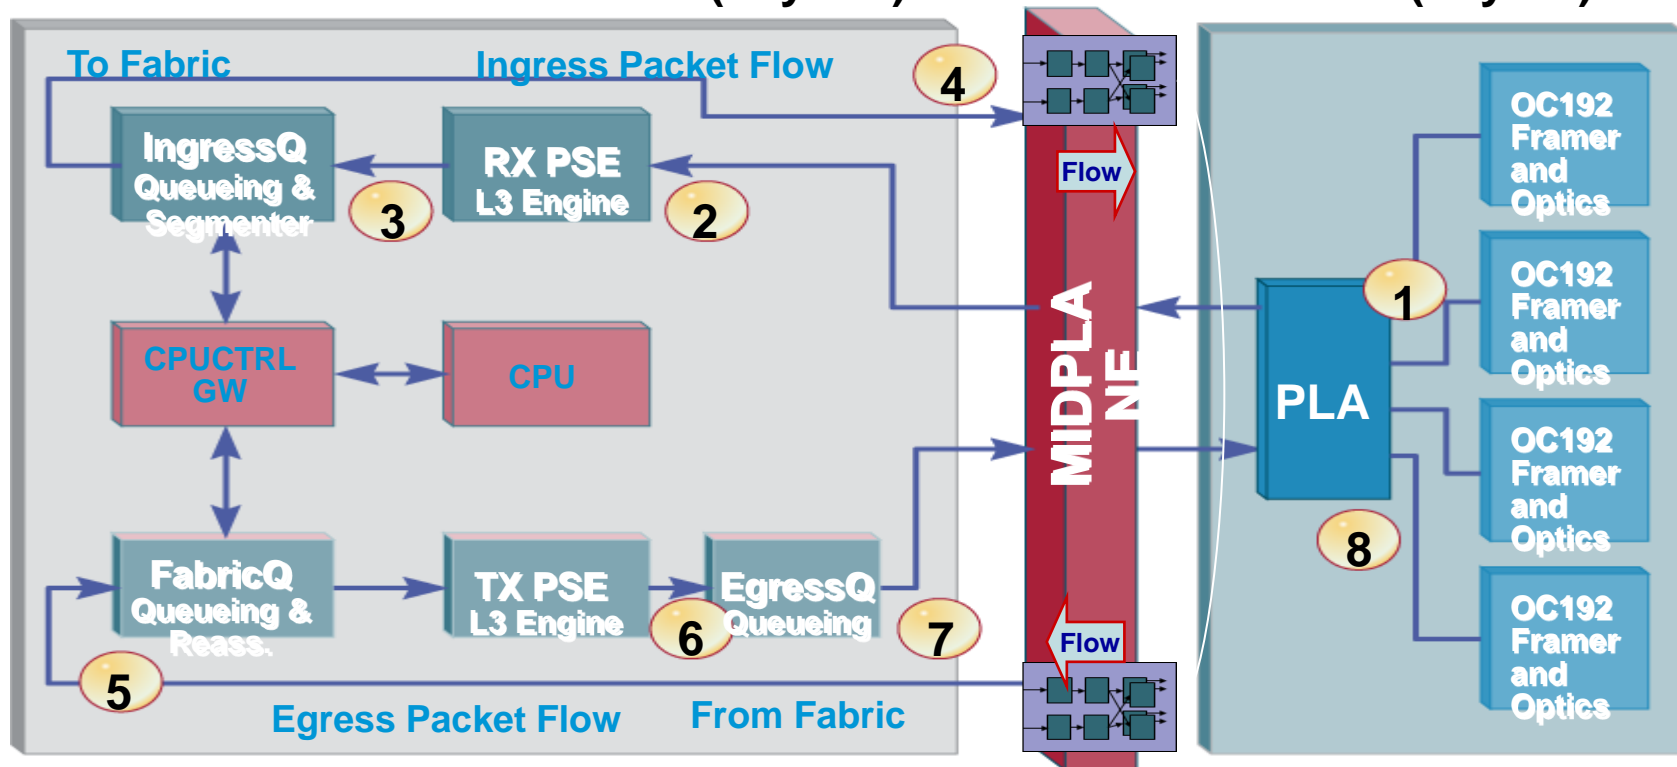 To Fabric
Ingress Packet Flow
4
IngressQ
Queueing &
Segmenter
3
RX PSE
L3 Engine
2
Flow
MIDPLA
NE
CPUCTRL
GW
CPU
FabricQ
Queueing &
Reass.
TX PSE
L3 Engine
6
EgressQ
Queueing
7
Flow
5
Egress Packet Flow
From Fabric
PLA
1
8
OC192
Framer
and
Optics
OC192
Framer
and
Optics
OC192
Framer
and
Optics
OC192
Framer
and
Optics